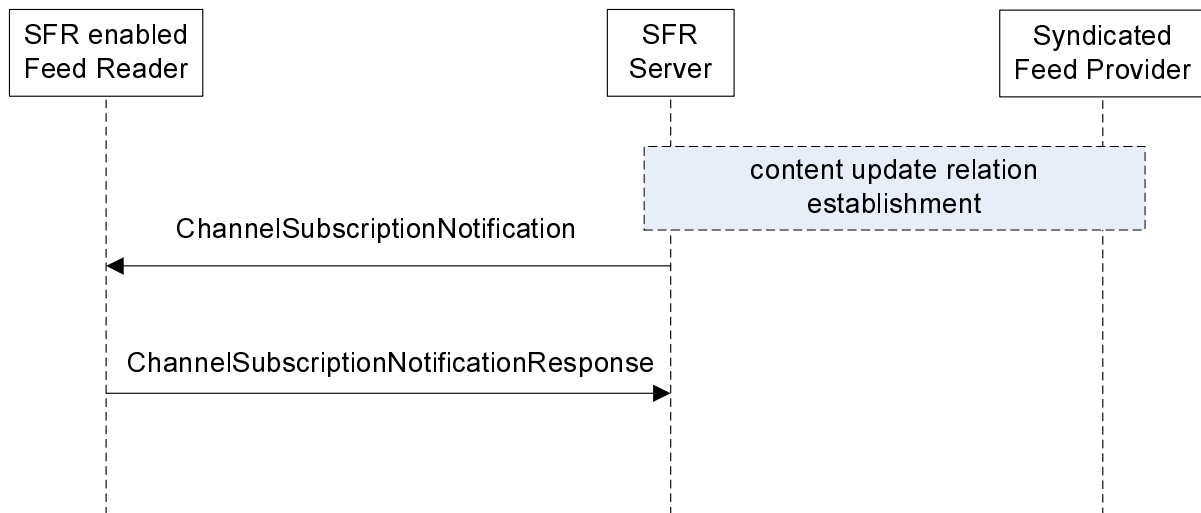 SFR enabled
Feed Reader
SFR
Server
Syndicated
Feed Provider
content update relation
establishment
ChannelSubscriptionNotification
ChannelSubscriptionNotificationResponse